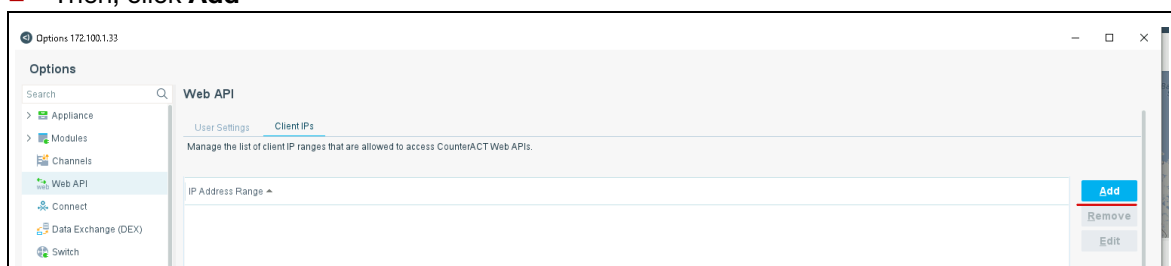 Then, click Add
Options 172.100.1.33
Options
Search
Web API
Appliance
User Settings Client IPs
Modules
Manage the list of client IP ranges that are allowed to access CounterACT Web APIs.
Channels
Web API
IP Address Range
Add
Connect
Remove
Data Exchange (DEX)
Edit
Switch